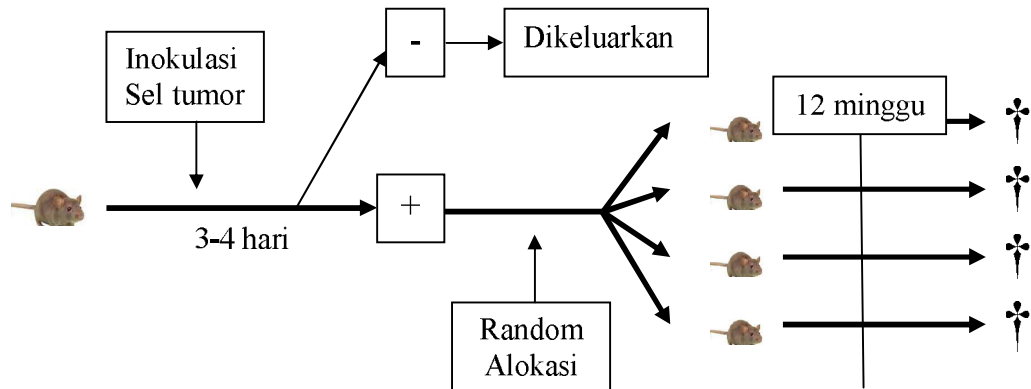 Inokulasi
Sel tumor
-
Dikeluarkan
12 minggu
+
3-4 hari
Random
Alokasi